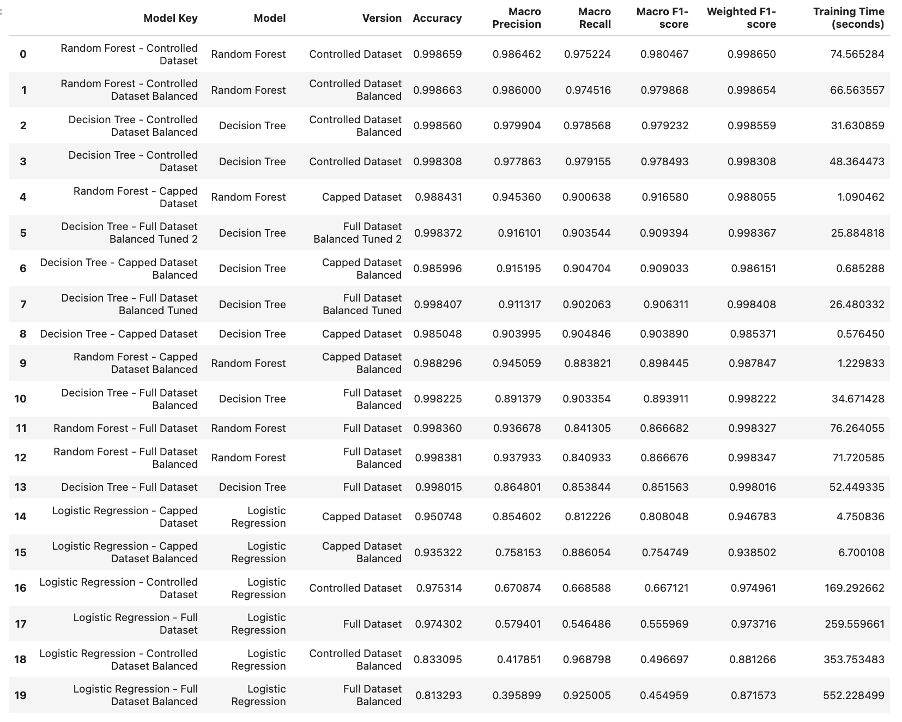 Model Key Model Version Accuracy Macro Precision Macro Recall Macro F1-score Weighted F1-score Training Time (seconds)
0 Random Forest - Controlled Dataset Random Forest Controlled Dataset 0.998659 0.986462 0.975224 0.980467 0.998650 74.565284
1 Random Forest - Controlled Dataset Balanced Random Forest Controlled Dataset Balanced 0.998663 0.986000 0.974516 0.979868 0.998654 66.563557
2 Decision Tree - Controlled Dataset Balanced Decision Tree Controlled Dataset Balanced 0.998560 0.979904 0.978568 0.979232 0.998559 31.630859
3 Decision Tree - Controlled Dataset Decision Tree Controlled Dataset 0.998308 0.977863 0.979155 0.978493 0.998308 48.364473
4 Random Forest - Capped Dataset Random Forest Capped Dataset 0.988431 0.945360 0.900638 0.916580 0.988055 1.090462
5 Decision Tree - Full Dataset Balanced Tuned 2 Decision Tree Full Dataset Balanced Tuned 2 0.998372 0.916101 0.903544 0.909394 0.998367 25.884818
6 Decision Tree - Capped Dataset Balanced Decision Tree Capped Dataset Balanced 0.985996 0.915195 0.904704 0.909033 0.986151 0.685288
7 Decision Tree - Full Dataset Balanced Tuned Decision Tree Full Dataset Balanced Tuned 0.998407 0.911317 0.902063 0.906311 0.998408 26.480332
8 Decision Tree - Capped Dataset Decision Tree Capped Dataset 0.985048 0.903995 0.904846 0.903890 0.985371 0.576450
9 Random Forest - Capped Dataset Balanced Random Forest Capped Dataset Balanced 0.988296 0.945059 0.883821 0.898445 0.987847 1.229833
10 Decision Tree - Full Dataset Balanced Decision Tree Full Dataset Balanced 0.998225 0.891379 0.903354 0.893911 0.998222 34.671428
11 Random Forest - Full Dataset Random Forest Full Dataset 0.998360 0.936678 0.841305 0.866682 0.998327 76.264055
12 Random Forest - Full Dataset Balanced Random Forest Full Dataset Balanced 0.998381 0.937933 0.840933 0.866676 0.998347 71.720585
13 Decision Tree - Full Dataset Decision Tree Full Dataset 0.998015 0.864801 0.853844 0.851563 0.998016 52.449335
14 Logistic Regression - Capped Dataset Logistic Regression Capped Dataset 0.950748 0.854602 0.812226 0.808048 0.946783 4.750836
15 Logistic Regression - Capped Dataset Balanced Logistic Regression Capped Dataset Balanced 0.935322 0.758153 0.886054 0.754749 0.938502 6.700108
16 Logistic Regression - Controlled Dataset Logistic Regression Controlled Dataset 0.975314 0.670874 0.668588 0.667121 0.974961 169.292662
17 Logistic Regression - Full Dataset Logistic Regression Full Dataset 0.974302 0.579401 0.546486 0.555969 0.973716 259.559661
18 Logistic Regression - Controlled Dataset Balanced Logistic Regression Controlled Dataset Balanced 0.833095 0.417851 0.968798 0.496697 0.881266 353.753483
19 Logistic Regression - Full Dataset Balanced Logistic Regression Full Dataset Balanced 0.813293 0.395899 0.925005 0.454959 0.871573 552.228499